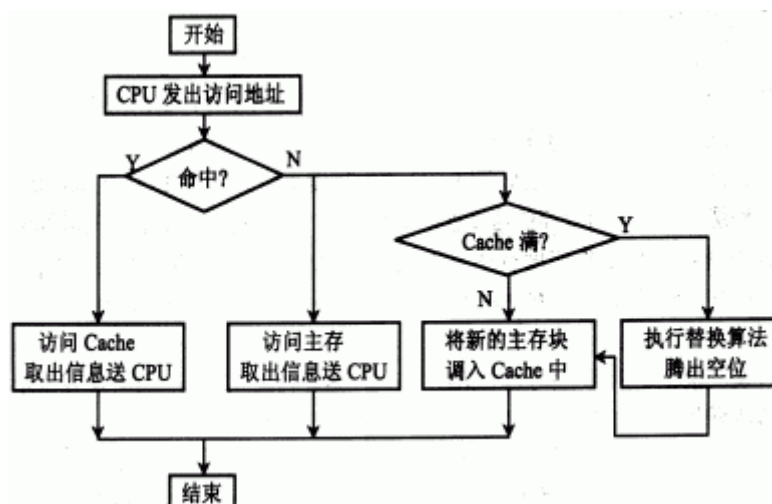 开始
CPU 发出访问地址
Y
命中?
N
Cache 满?
Y
N
访问 Cache
取出信息送 CPU
访问主存
取出信息送 CPU
将新的主存块
调入 Cache 中
执行替换算法
腾出空位
结束